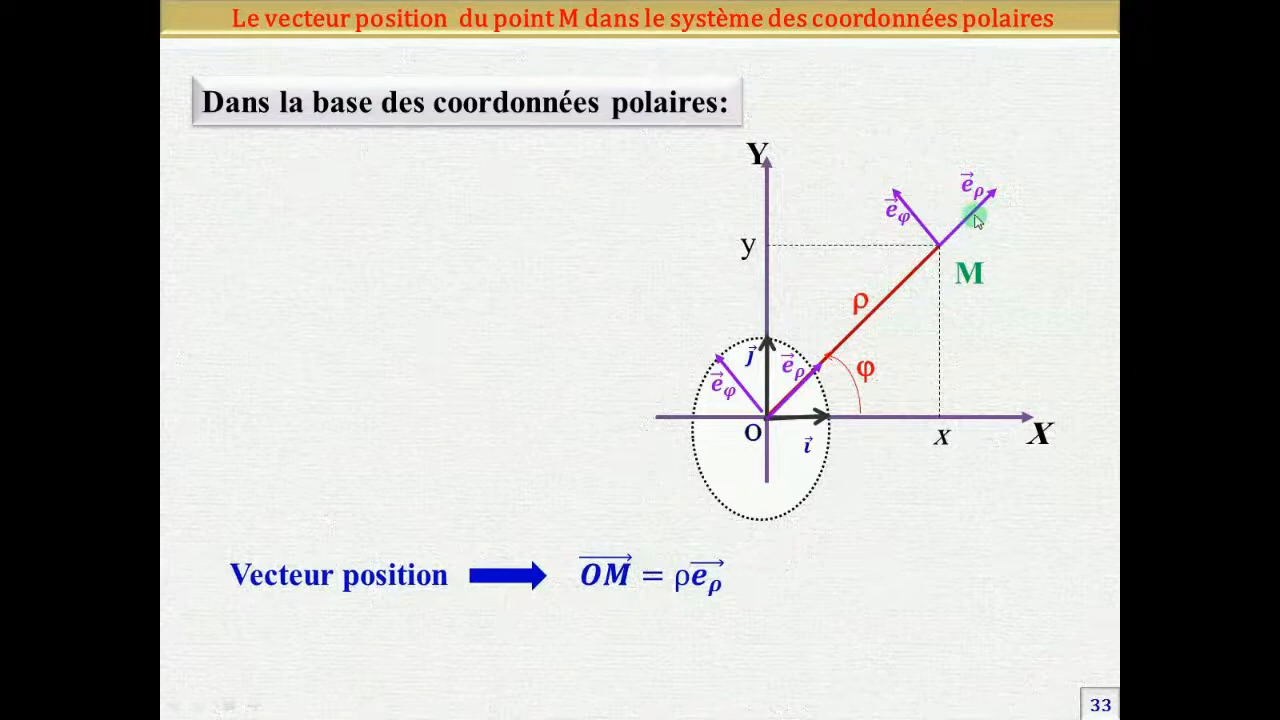 Le vecteur position du point M dans le système des coordonnées polaires
Dans la base des coordonnées polaires:
Y
e⃗ρ
e⃗φ
y
M
ρ
j⃗
e⃗ρ
φ
e⃗φ
O
i⃗
x
X
Vecteur position OM⃗ = ρe⃗ρ
33